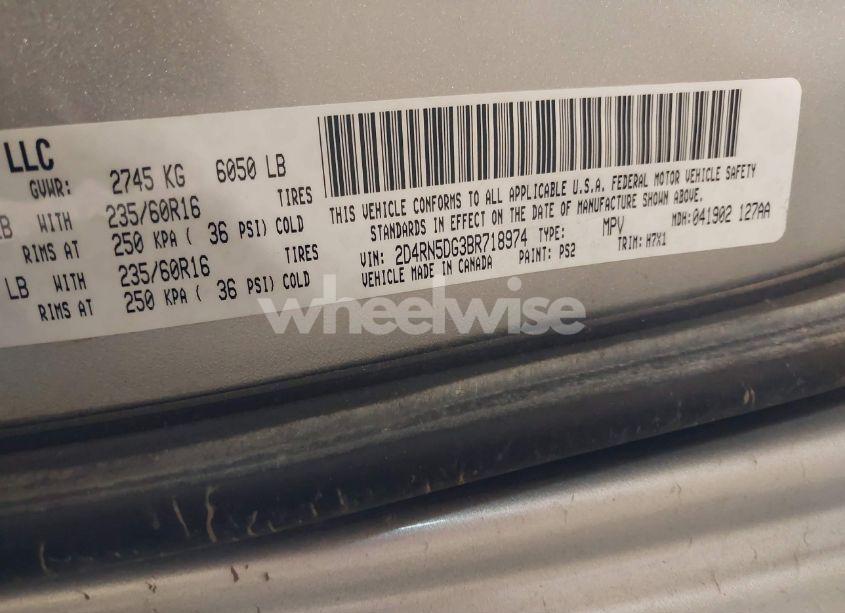 LLC
GVWR: 2745 KG 6050 LB
LB WITH 235/60R16 TIRES
RIMS AT 250 KPA ( 36 PSI) COLD
LB WITH 235/60R16 TIRES
RIMS AT 250 KPA ( 36 PSI) COLD
THIS VEHICLE CONFORMS TO ALL APPLICABLE U.S.A. FEDERAL MOTOR VEHICLE SAFETY
STANDARDS IN EFFECT ON THE DATE OF MANUFACTURE SHOWN ABOVE.
VIN: 2D4RN5DG3BR718974 TYPE: MPV MDH: 041902 127AA
VEHICLE MADE IN CANADA PAINT: PS2 TRIM: H7X1
wheelwise